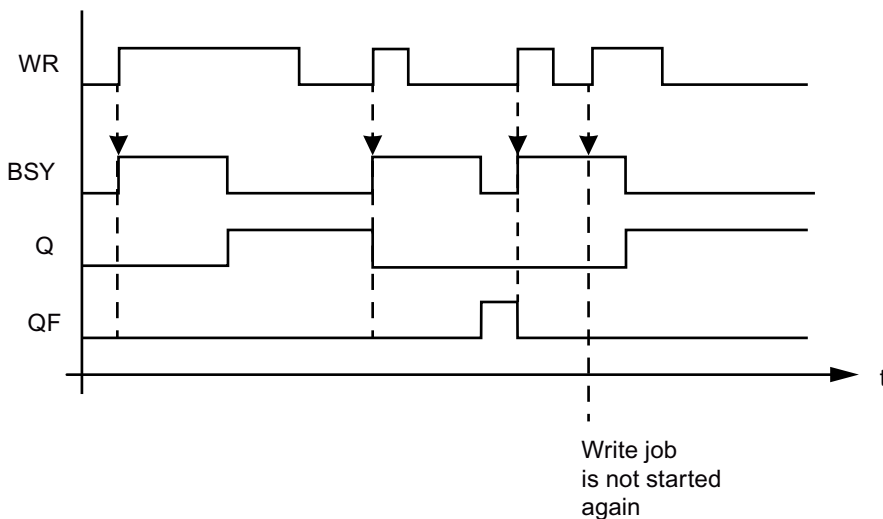 WR
BSY
Q
QF
t
Write job
is not started
again